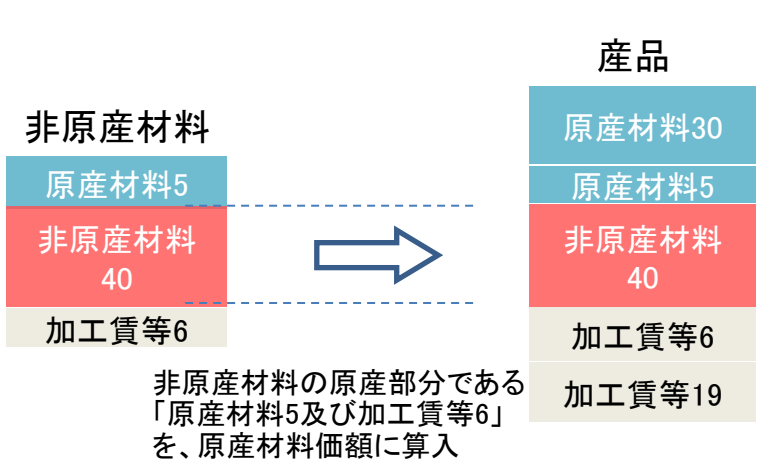 非原産材料
原産材料5
非原産材料
40
加工賃等6
産品
原産材料30
原産材料5
非原産材料
40
加工賃等6
加工賃等19
非原産材料の原産部分である
「原産材料5及び加工賃等6」
を、原産材料価額に算入